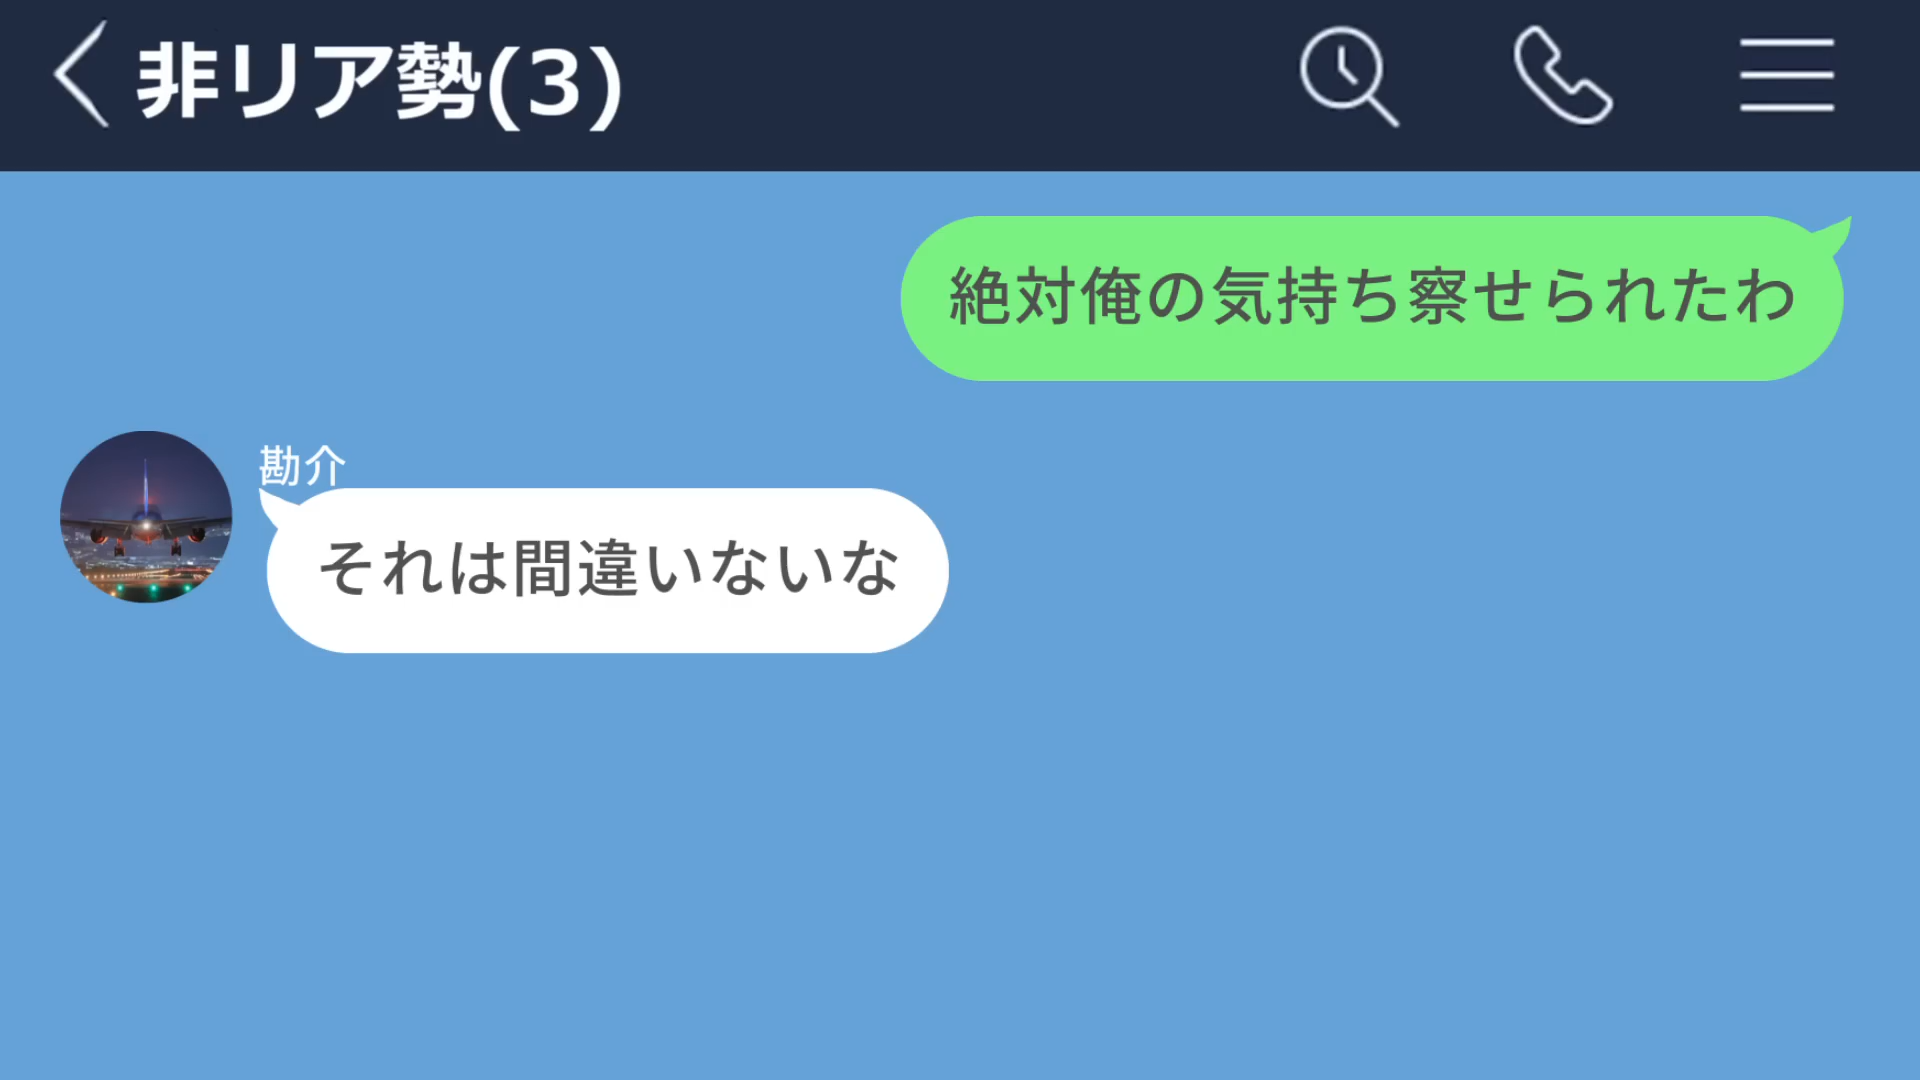 非リア勢(3)
絶対俺の気持ち察せられたわ
勘介
それは間違いないな